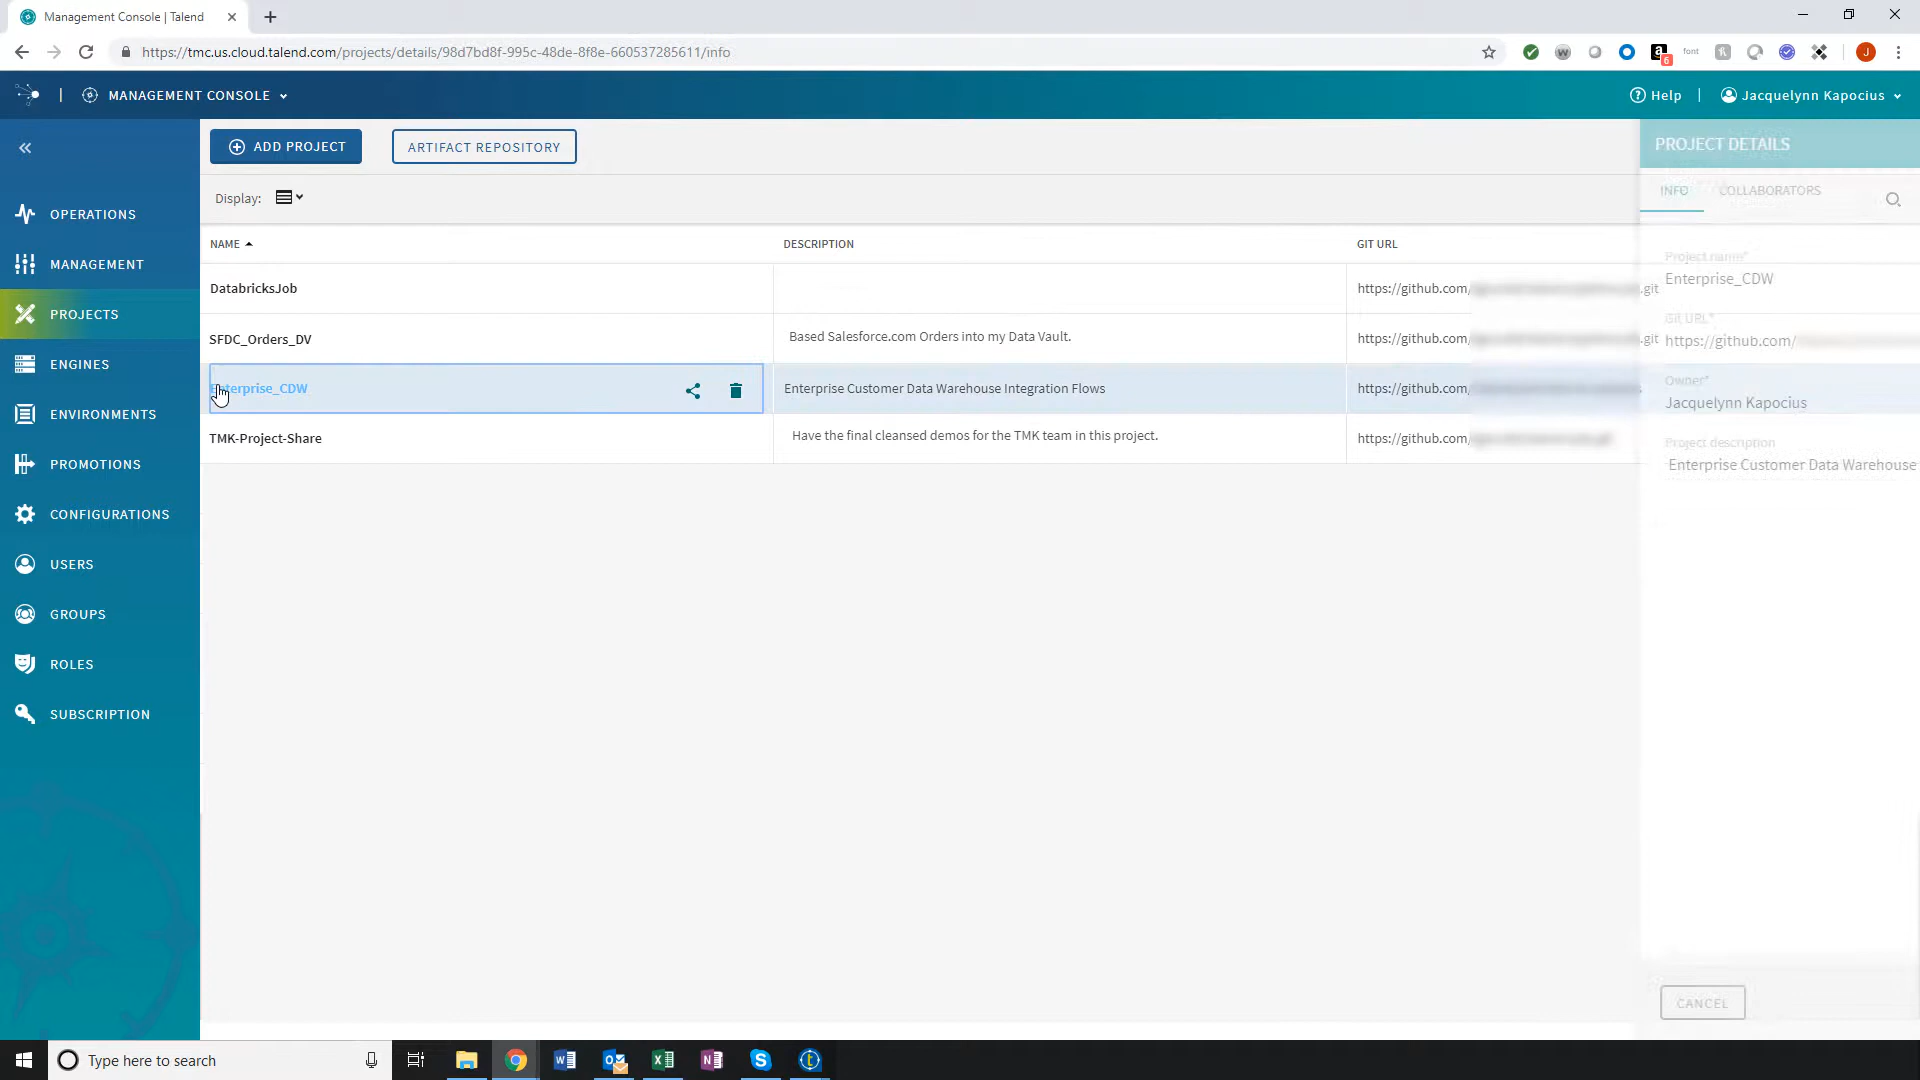 Management Console | Talend
https://tmc.us.cloud.talend.com/projects/details/98d7bd8f-995c-48de-8f8e-660537285611/info
a
6
font
J
| MANAGEMENT CONSOLE
Help | Jacquelynn Kapocius
ADD PROJECT
ARTIFACT REPOSITORY
PROJECT DETAILS
Display:
INFO COLLABORATORS
OPERATIONS
MANAGEMENT
PROJECTS
ENGINES
ENVIRONMENTS
PROMOTIONS
CONFIGURATIONS
USERS
GROUPS
ROLES
SUBSCRIPTION
NAME DESCRIPTION GIT URL
DatabricksJob https://github.com/ .git
SFDC_Orders_DV Based Salesforce.com Orders into my Data Vault. https://github.com/ .git
Enterprise_CDW Enterprise Customer Data Warehouse Integration Flows https://github.com/
TMK-Project-Share Have the final cleansed demos for the TMK team in this project. https://github.com/
Project name*
Enterprise_CDW
Git URL*
https://github.com/
Owner*
Jacquelynn Kapocius
Project description
Enterprise Customer Data Warehouse
CANCEL
Type here to search